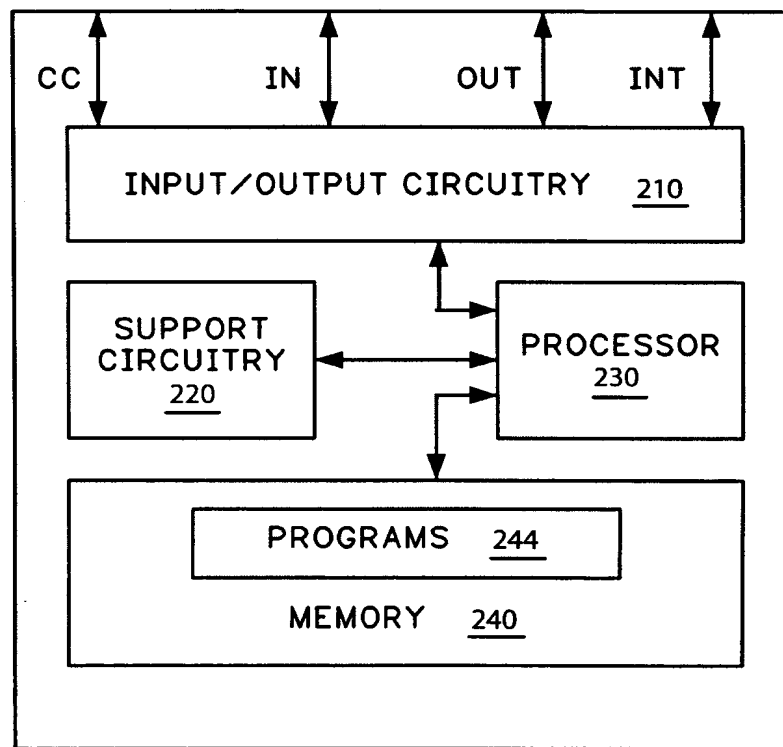 CC IN OUT INT
INPUT/OUTPUT CIRCUITRY 210
SUPPORT
CIRCUITRY
220
PROCESSOR
230
PROGRAMS 244
MEMORY 240